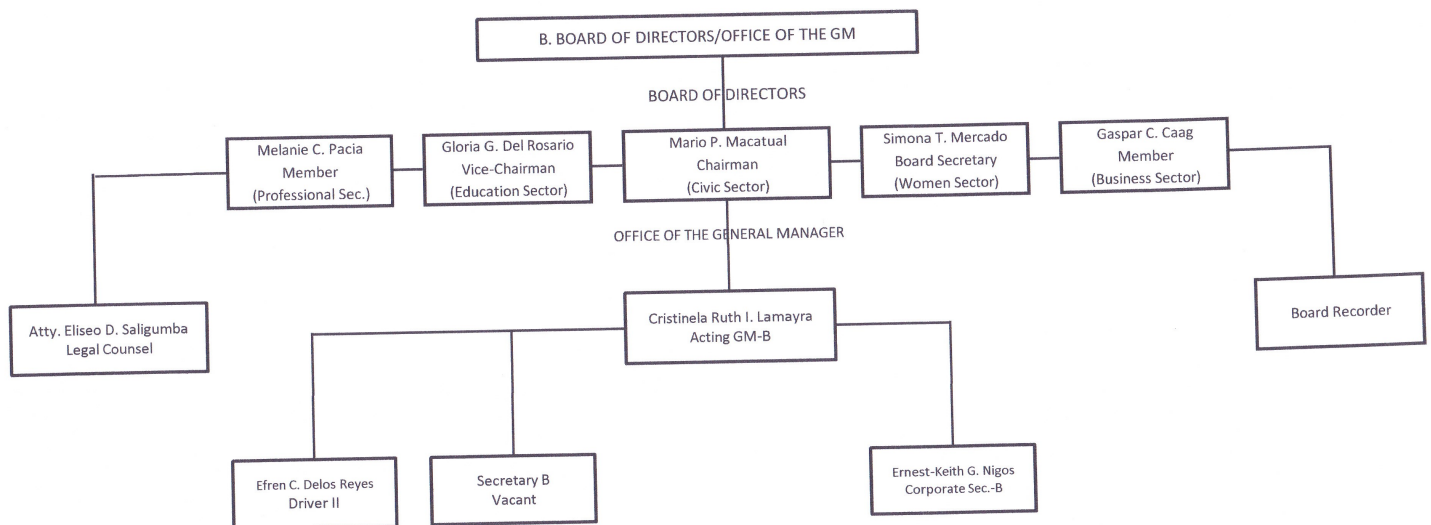 B. BOARD OF DIRECTORS/OFFICE OF THE GM
BOARD OF DIRECTORS
Melanie C. Pacia
Member
(Professional Sec.)
Gloria G. Del Rosario
Vice-Chairman
(Education Sector)
Mario P. Macatual
Chairman
(Civic Sector)
Simona T. Mercado
Board Secretary
(Women Sector)
Gaspar C. Caag
Member
(Business Sector)
OFFICE OF THE GENERAL MANAGER
Atty. Eliseo D. Saligumba
Legal Counsel
Cristinela Ruth I. Lamayra
Acting GM-B
Board Recorder
Efren C. Delos Reyes
Driver II
Secretary B
Vacant
Ernest-Keith G. Nigos
Corporate Sec.-B